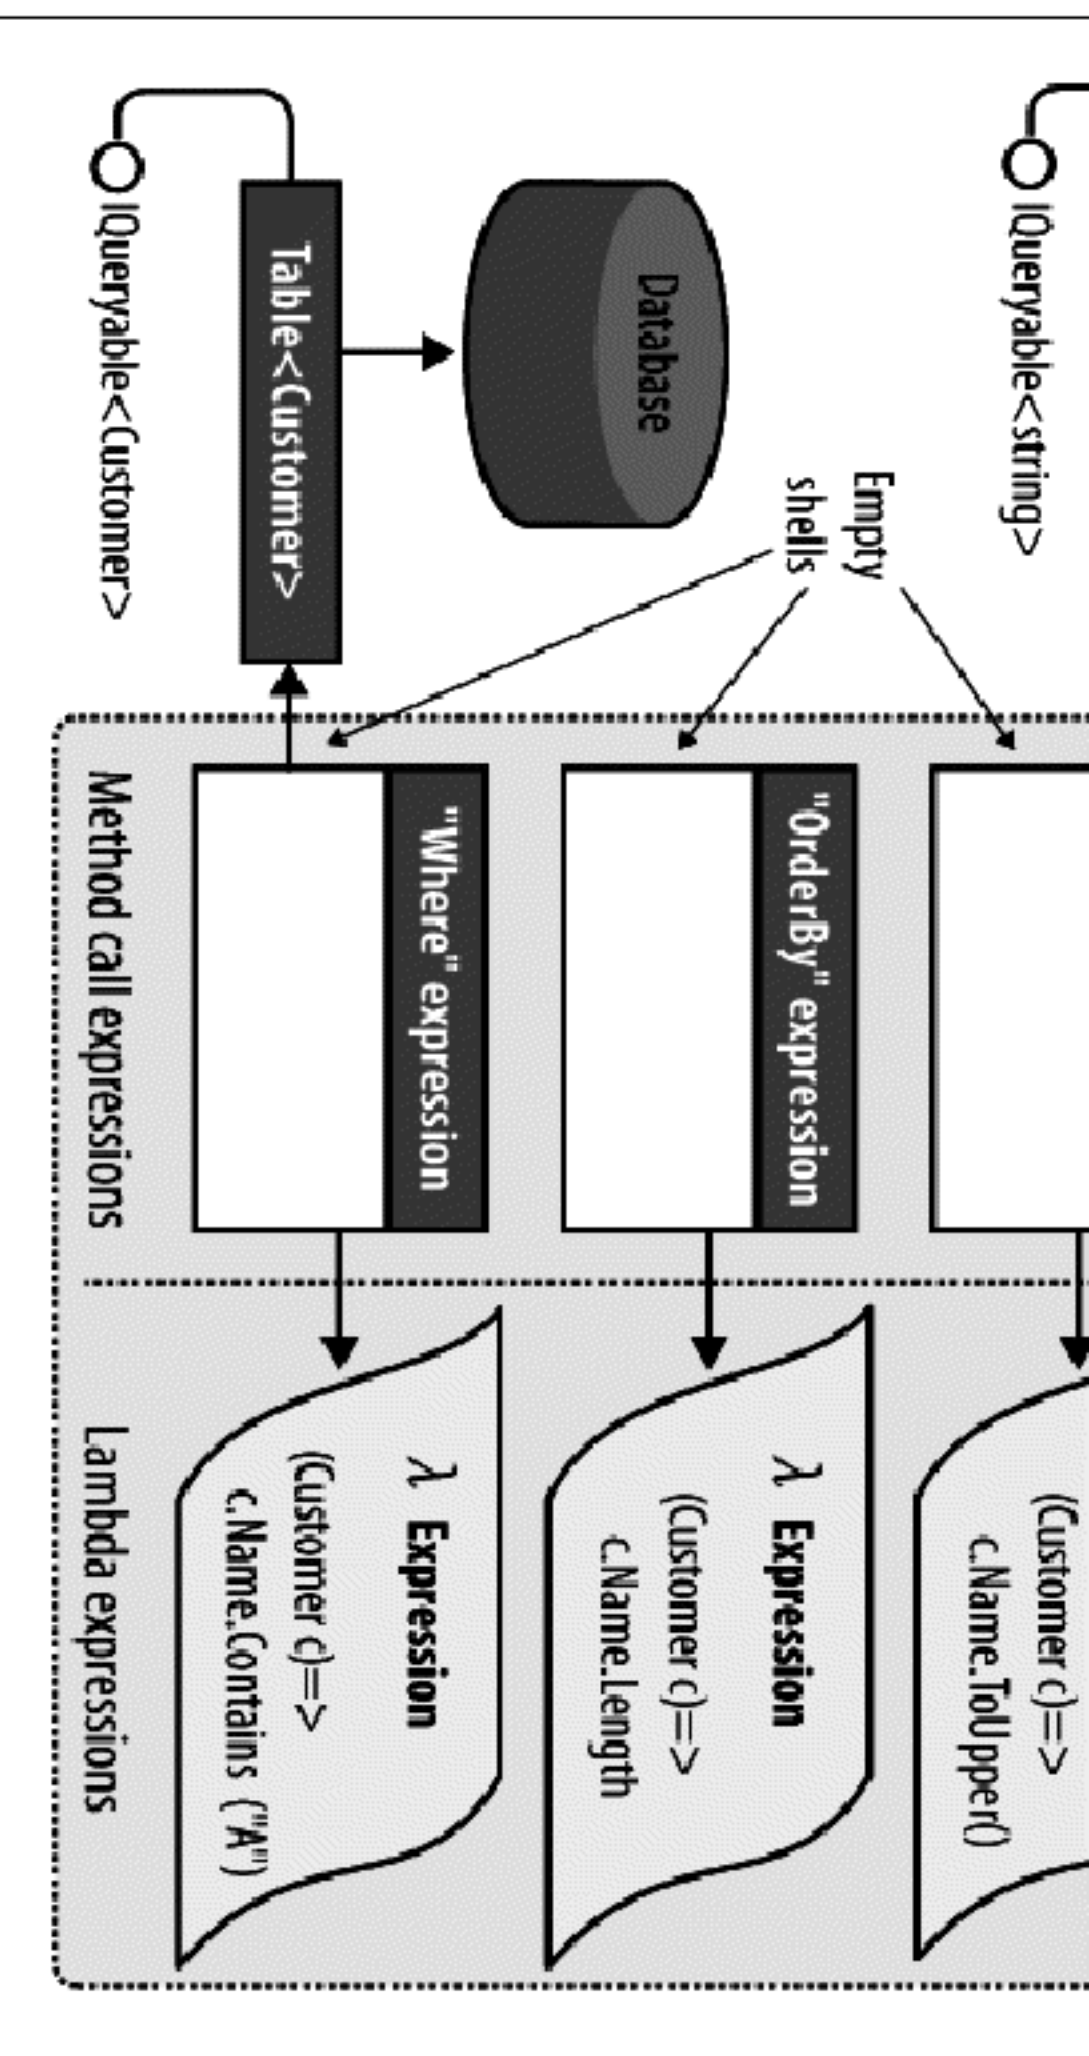 IQueryable<string>
(Customer c)=>
c.Name.ToUpper()
Empty
shells
"OrderBy" expression
λ Expression
(Customer c)=>
c.Name.Length
Database
"Where" expression
λ Expression
(Customer c)=>
c.Name.Contains ("A")
Table<Customer>
IQueryable<Customer>
Method call expressions
Lambda expressions